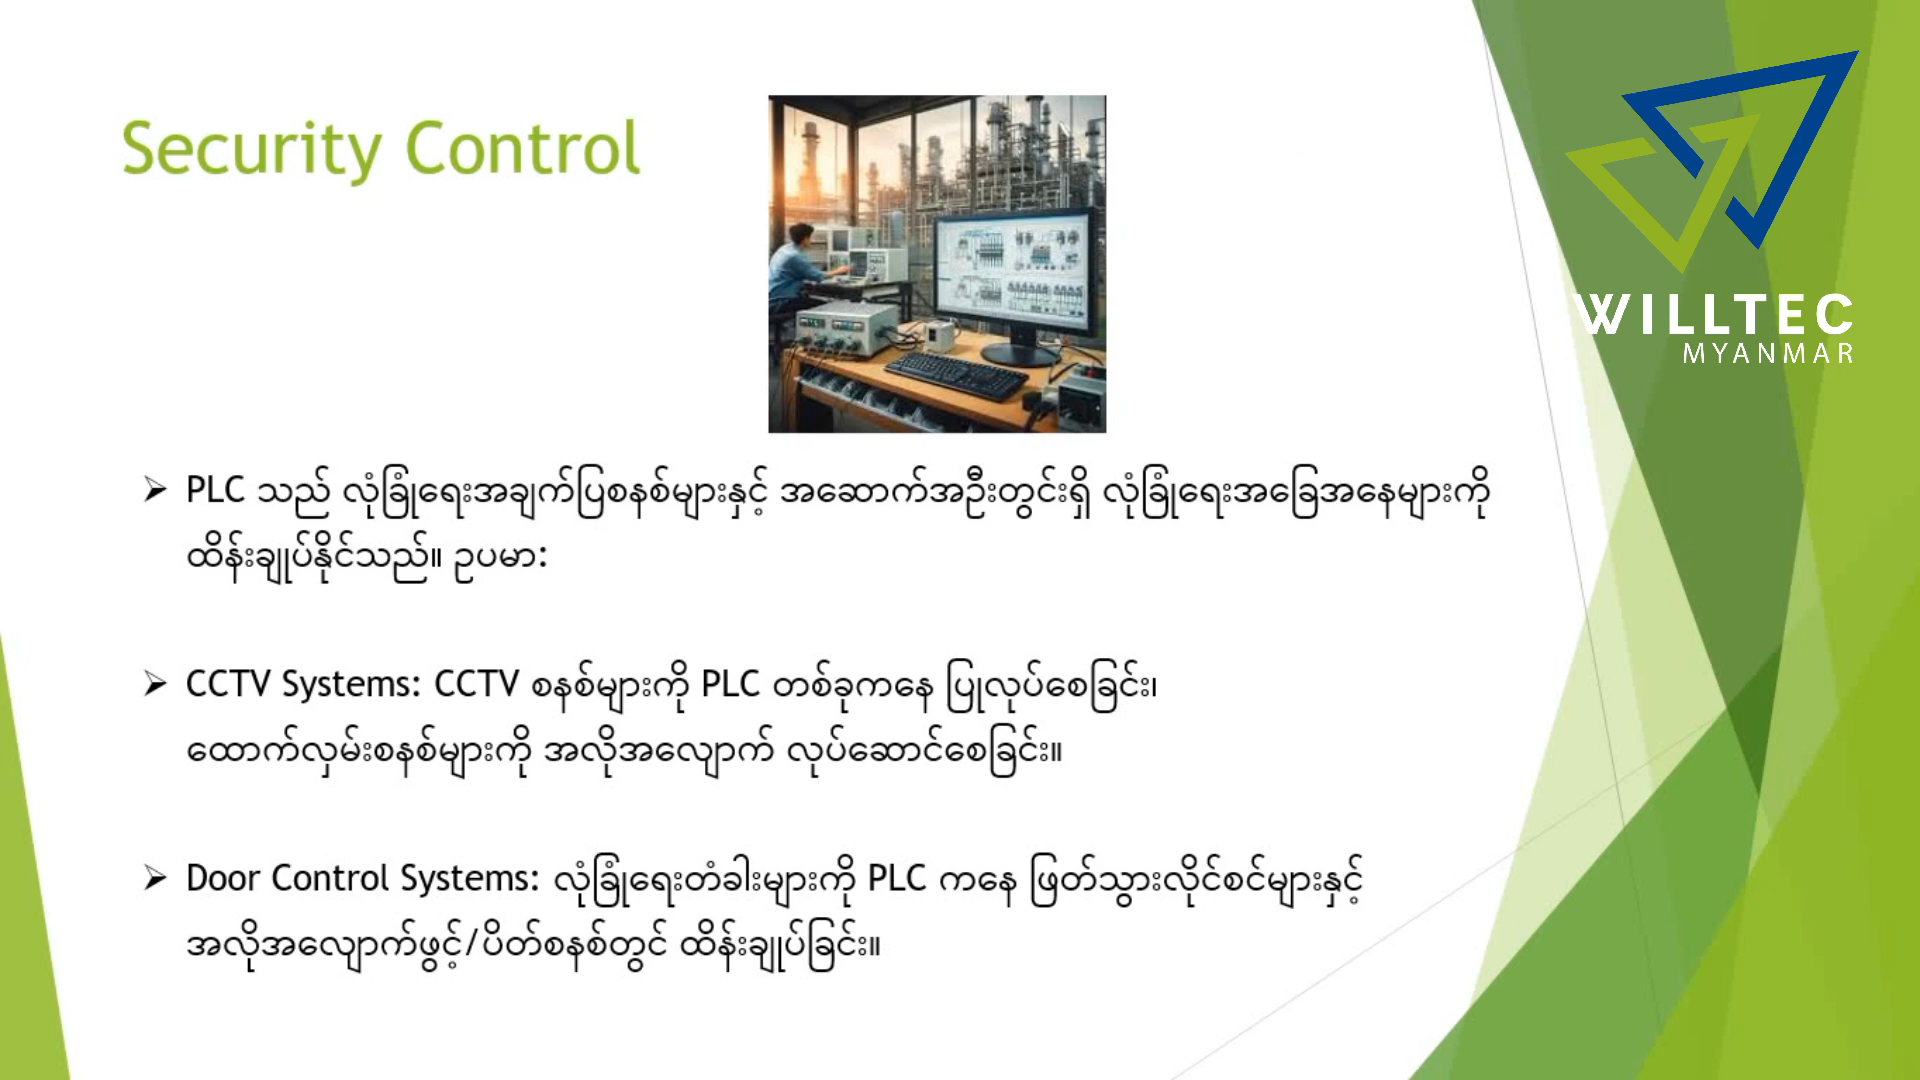 Security Control
WILLTEC
MYANMAR
➢ PLC သည် လုံခြုံရေးအချက်ပြစနစ်များနှင့် အဆောက်အဦးတွင်းရှိ လုံခြုံရေးအခြေအနေများကို
ထိန်းချုပ်နိုင်သည်။ ဥပမာ:
➢ CCTV Systems: CCTV စနစ်များကို PLC တစ်ခုကနေ ပြုလုပ်စေခြင်း၊
ထောက်လှမ်းစနစ်များကို အလိုအလျောက် လုပ်ဆောင်စေခြင်း။
➢ Door Control Systems: လုံခြုံရေးတံခါးများကို PLC ကနေ ဖြတ်သွားလိုင်စင်များနှင့်
အလိုအလျောက်ဖွင့်/ပိတ်စနစ်တွင် ထိန်းချုပ်ခြင်း။